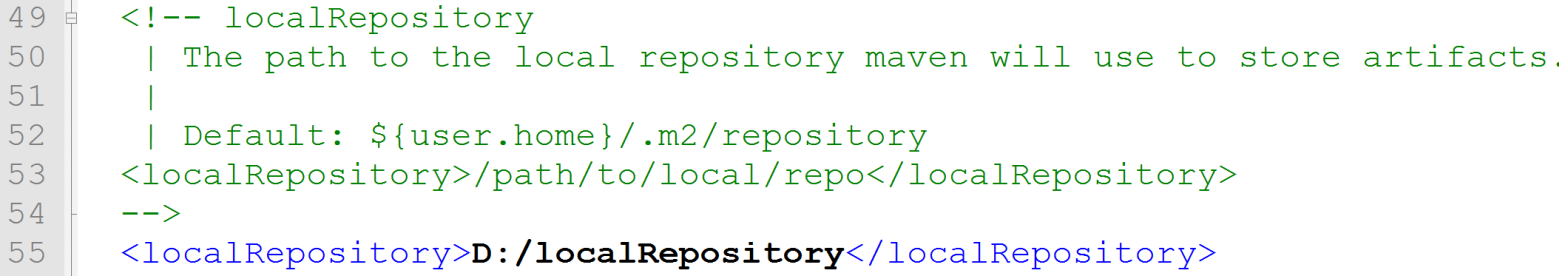 49 <!-- localRepository
50 | The path to the local repository maven will use to store artifacts.
51 |
52 | Default: ${user.home}/.m2/repository
53 <localRepository>/path/to/local/repo</localRepository>
54 -->
55 <localRepository>D:/localRepository</localRepository>